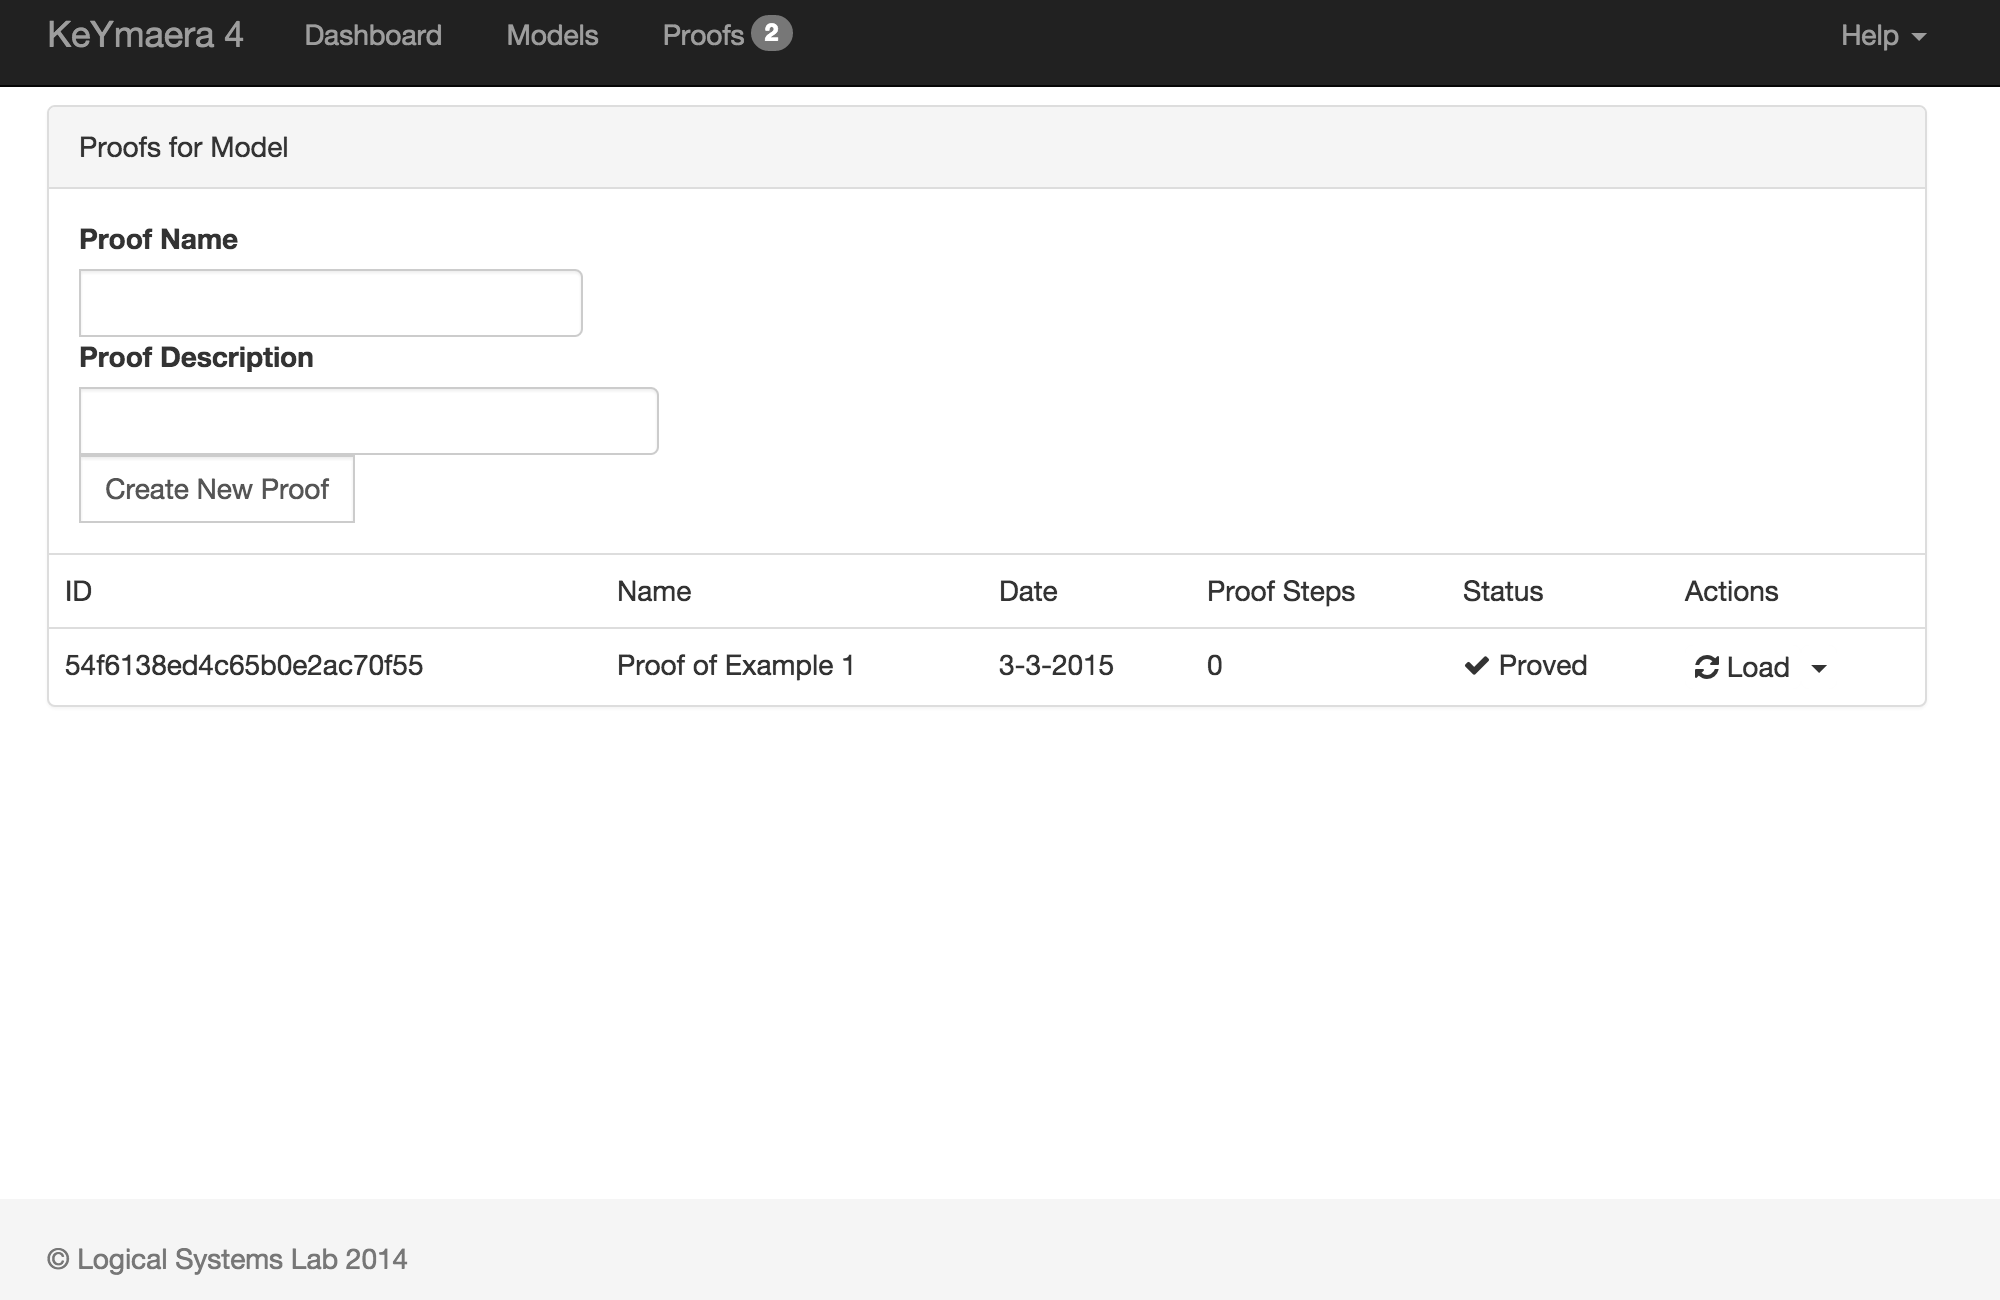 KeYmaera 4 Dashboard Models Proofs 2 Help
Proofs for Model
Proof Name
Proof Description
Create New Proof
ID Name Date Proof Steps Status Actions
54f6138ed4c65b0e2ac70f55 Proof of Example 1 3-3-2015 0 Proved Load
© Logical Systems Lab 2014